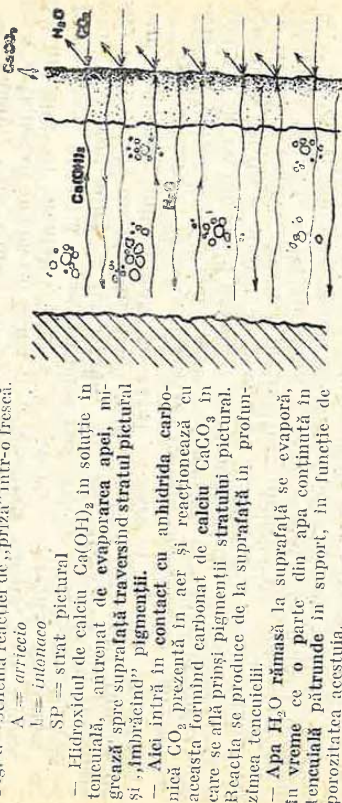 „Schema reacției de „priză" într-o frescă.
A = arriccio
I = intonaco
SP = strat pictural
— Hidroxidul de calciu Ca(OH)₂ în soluție în
tencuială, antrenat de evaporarea apei, mi-
grează spre suprafață traversînd stratul pictural
și „îmbrăcînd" pigmenții.
— Aici intră în contact cu anhidrida carbo-
nică CO₂ prezentă în aer și reacționează cu
aceasta formînd carbonat de calciu CaCO₃ în
care se află prinși pigmenții stratului pictural.
Reacția se produce de la suprafață în profun-
zimea tencuielii.
— Apa H₂O rămasă la suprafață se evaporă,
în vreme ce o parte din apa conținută în
tencuială pătrunde în suport, în funcție de
porozitatea acestuia.
CaCO₃
H₂O
CO₂
Ca(OH)₂
H₂O